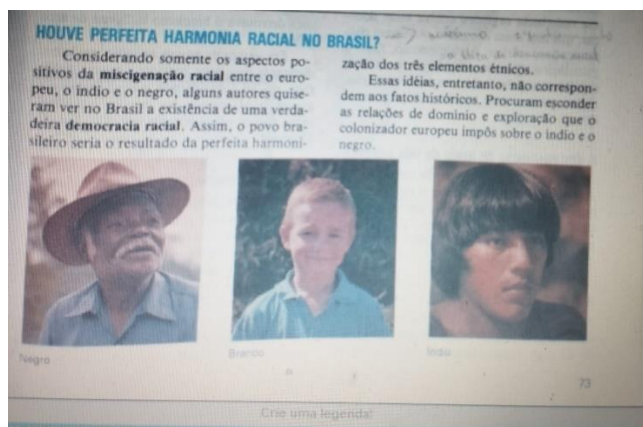 HOUVE PERFEITA HARMONIA RACIAL NO BRASIL?
Considerando somente os aspectos po-
sitivos da miscigenação racial entre o euro-
peu, o índio e o negro, alguns autores quise-
ram ver no Brasil a existência de uma verda-
deira democracia racial. Assim, o povo bra-
sileiro seria o resultado da perfeita harmoni-
zação dos três elementos étnicos.
Essas idéias, entretanto, não correspon-
dem aos fatos históricos. Procuram esconder
as relações de domínio e exploração que o
colonizador europeu impôs sobre o índio e o
negro.
Negro
Branco
Índio
73
Crie uma legenda!